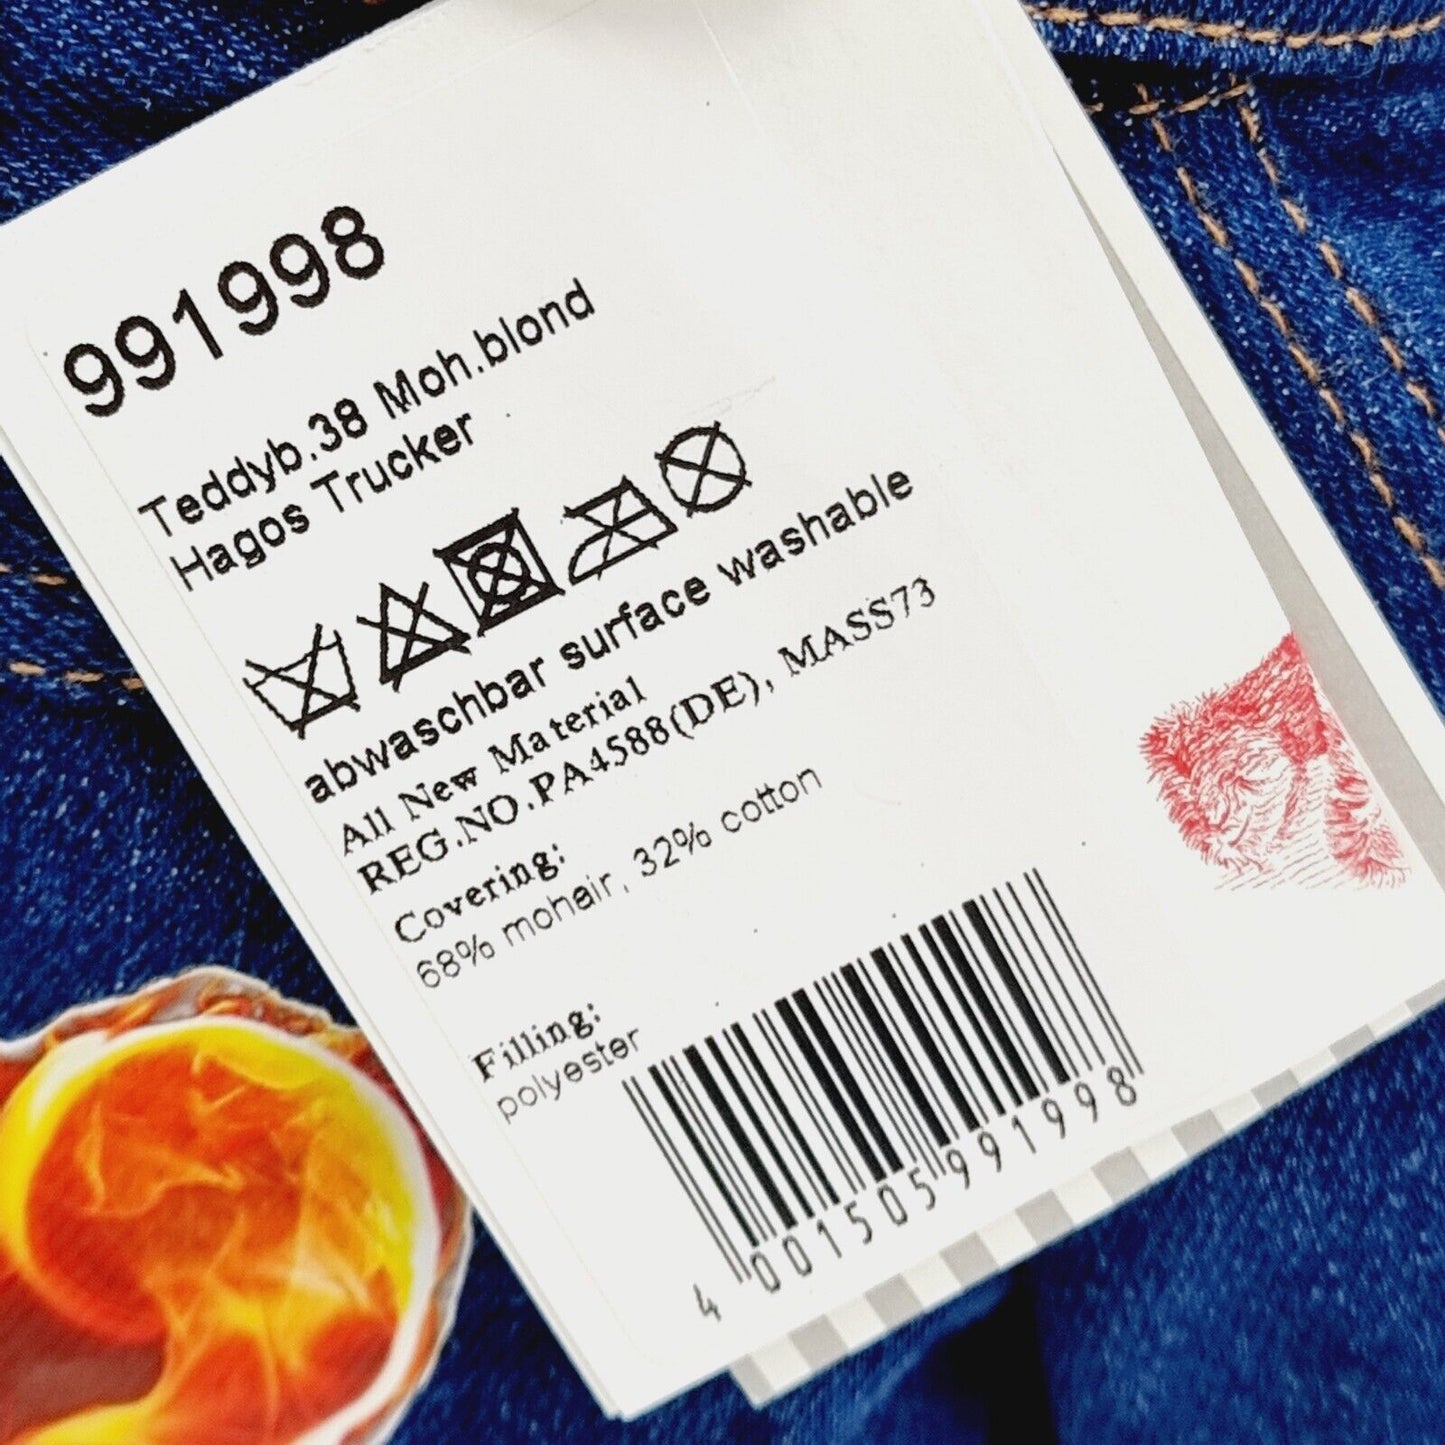 991998
Teddyb.38 Moh.blond
Hagos Trucker
abwaschbar surface washable
All New Material
REG.NO.PA4588(DE), MASS73
Covering:
68% mohair, 32% cotton
Filling:
polyester
4 001505 991998